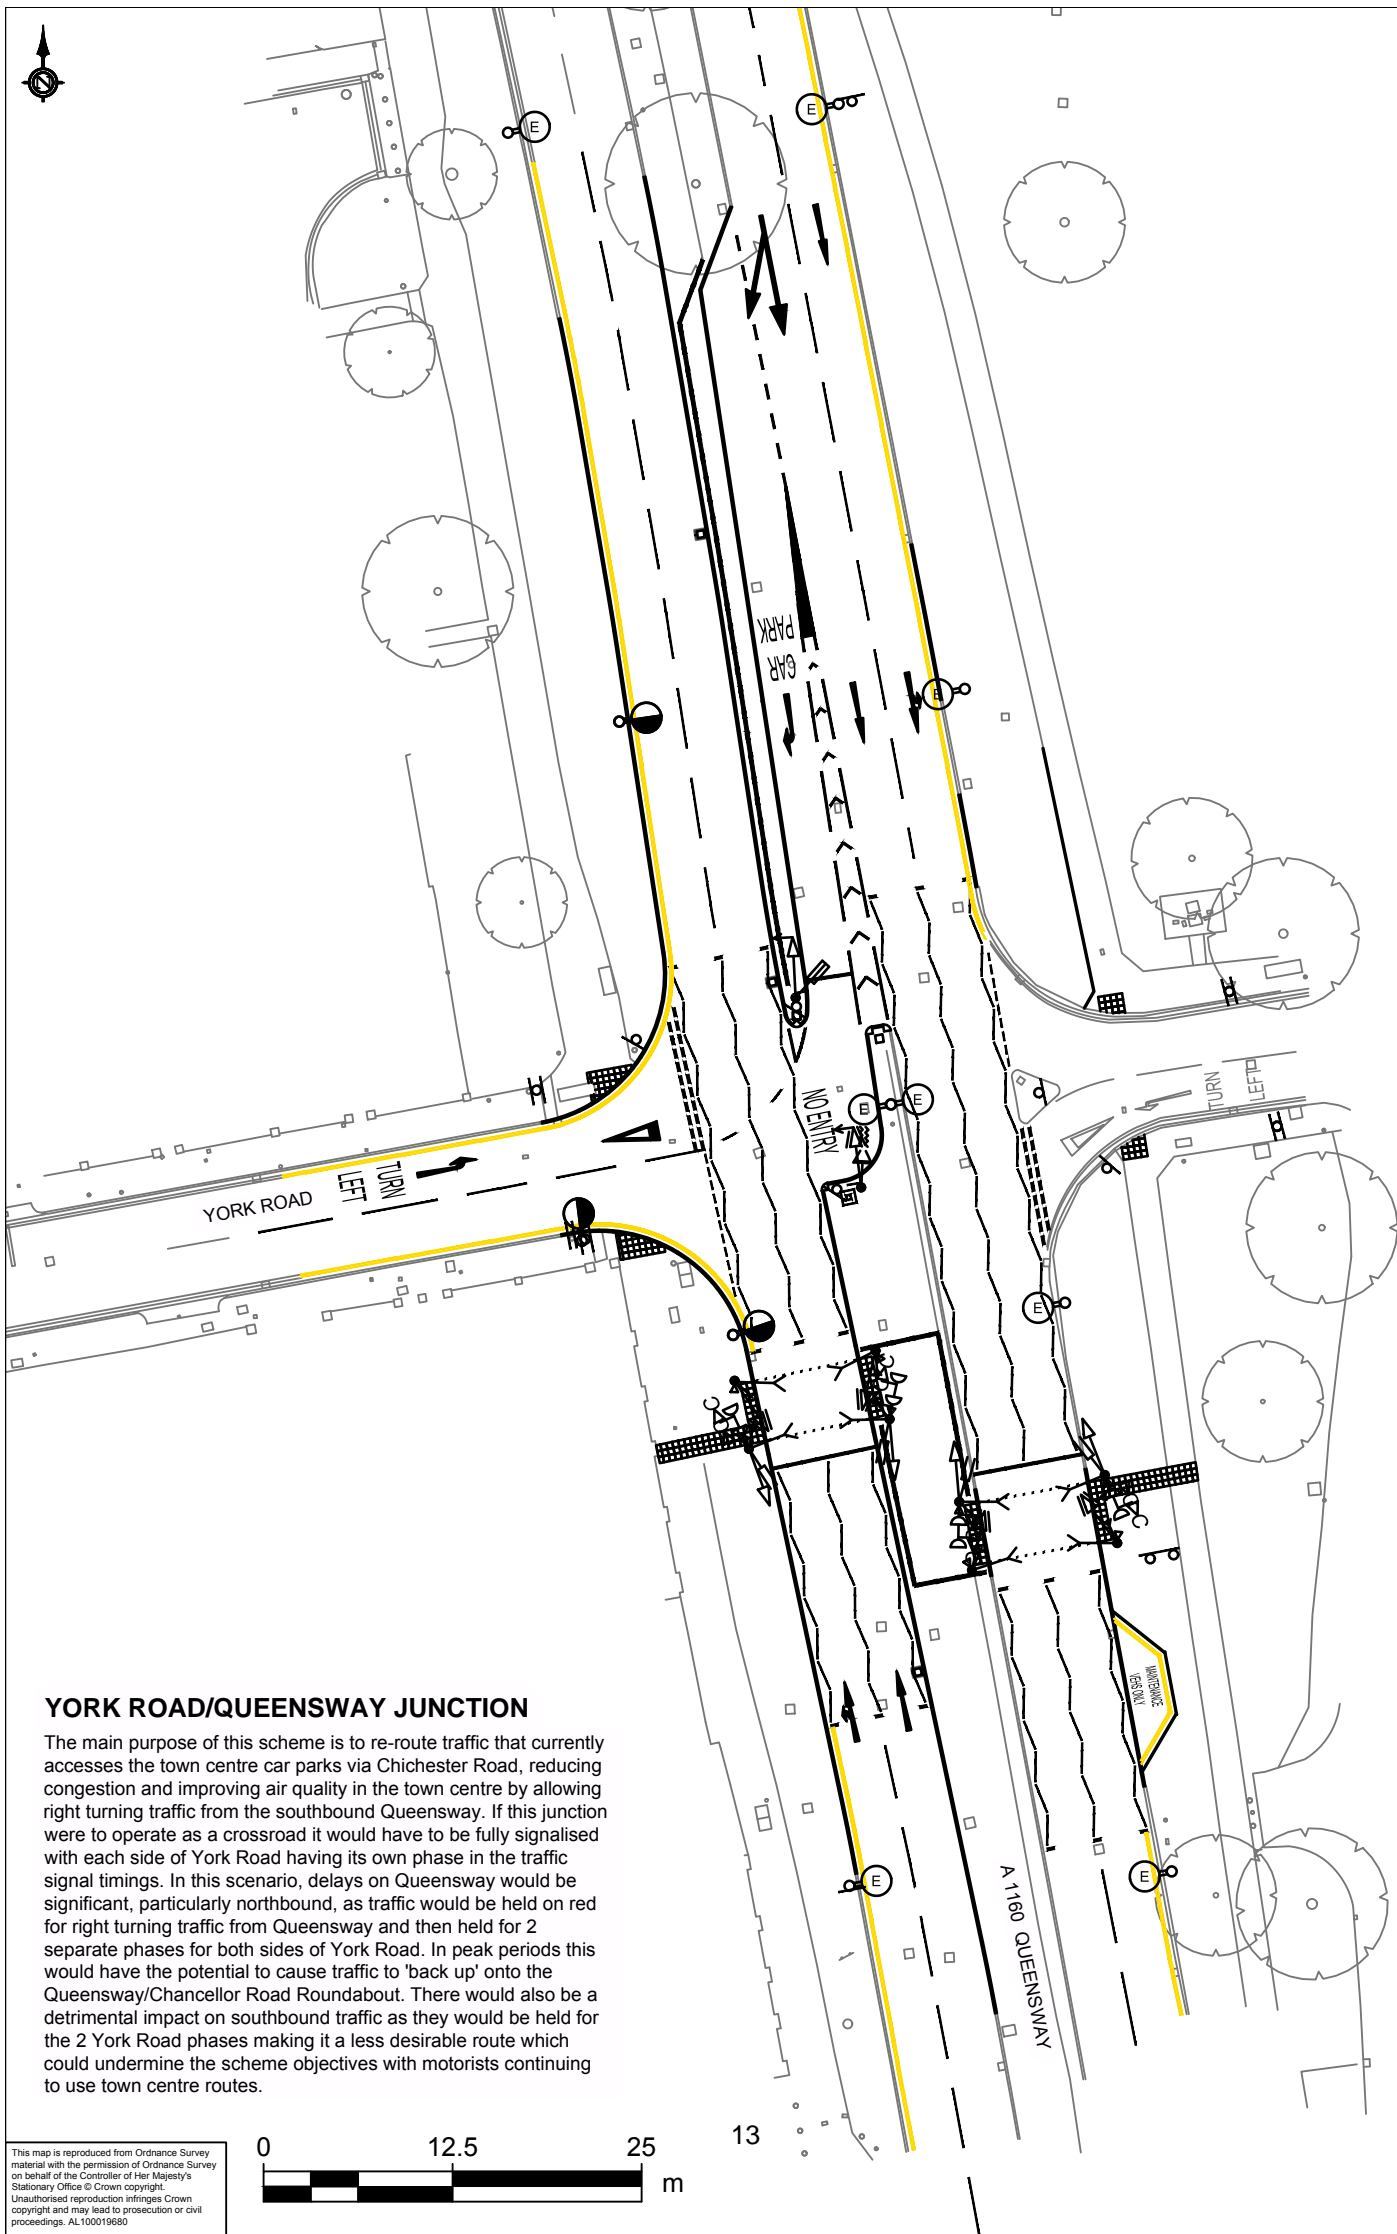 N
E
E
PARK
CAR
E
NO ENTRY
E
E
TURN
LEFT
TURN
LEFT
YORK ROAD
E
MAINTENANCE
VEHS ONLY
E
E
A 1160 QUEENSWAY
YORK ROAD/QUEENSWAY JUNCTION
The main purpose of this scheme is to re-route traffic that currently
accesses the town centre car parks via Chichester Road, reducing
congestion and improving air quality in the town centre by allowing
right turning traffic from the southbound Queensway. If this junction
were to operate as a crossroad it would have to be fully signalised
with each side of York Road having its own phase in the traffic
signal timings. In this scenario, delays on Queensway would be
significant, particularly northbound, as traffic would be held on red
for right turning traffic from Queensway and then held for 2
separate phases for both sides of York Road. In peak periods this
would have the potential to cause traffic to 'back up' onto the
Queensway/Chancellor Road Roundabout. There would also be a
detrimental impact on southbound traffic as they would be held for
the 2 York Road phases making it a less desirable route which
could undermine the scheme objectives with motorists continuing
to use town centre routes.
This map is reproduced from Ordnance Survey
material with the permission of Ordnance Survey
on behalf of the Controller of Her Majesty's
Stationary Office © Crown copyright.
Unauthorised reproduction infringes Crown
copyright and may lead to prosecution or civil
proceedings. AL100019680
0 12.5 25
m
13